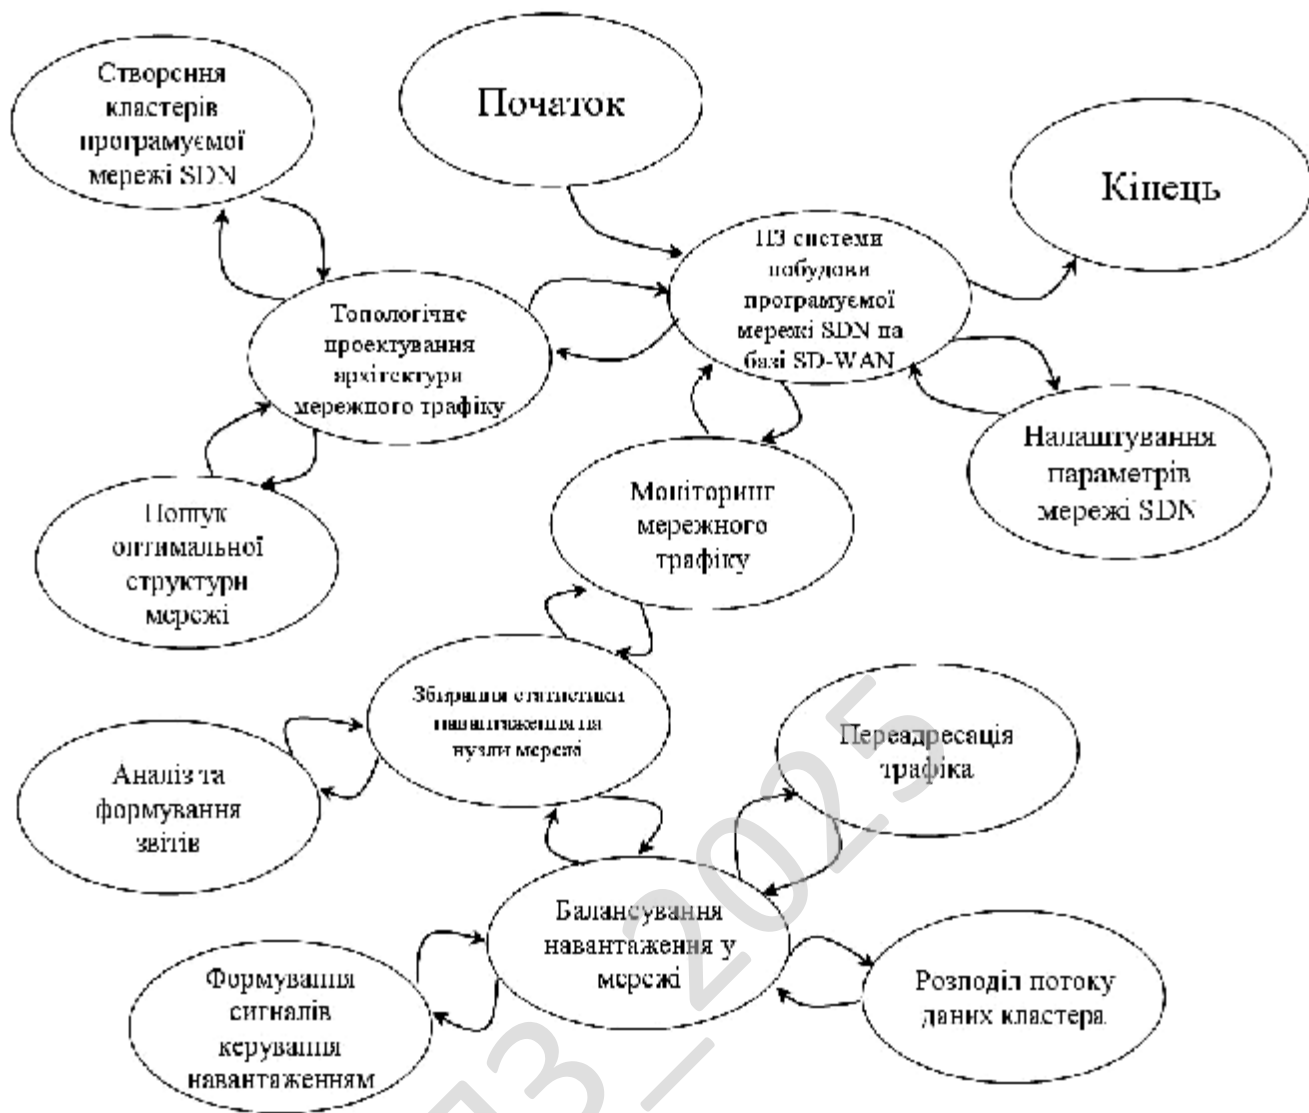 Створення
кластерів
програмуємої
мережі SDN
Початок
Кінець
ПЗ системи
побудови
програмуємої
мережі SDN на
базі SD-WAN
Топологічне
проектування
архітектури
мережного трафіку
Налаштування
параметрів
мережі SDN
Моніторинг
мережного
трафіку
Пошук
оптимальної
структури
мережі
Збирання статистики
навантаження на
вузли мережі
Переадресація
трафіка
Аналіз та
формування
звітів
Балансування
навантаження у
мережі
Розподіл потоку
даних кластера
Формування
сигналів
керування
навантаженням
ПЗ_2025